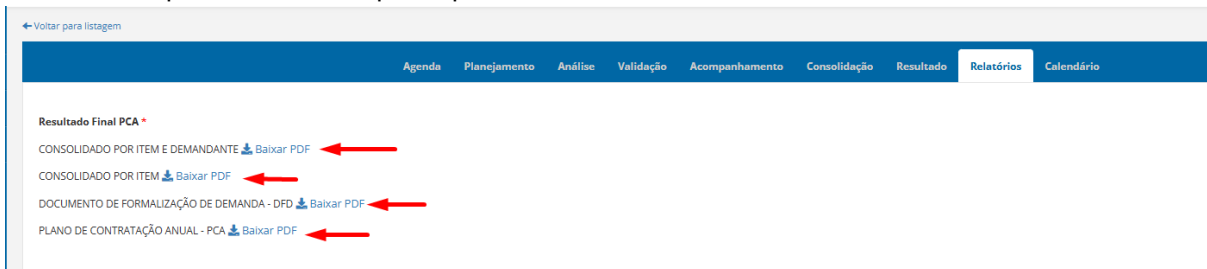 Voltar para listagem
Agenda Planejamento Análise Validação Acompanhamento Consolidação Resultado Relatórios Calendário
Resultado Final PCA *
CONSOLIDADO POR ITEM E DEMANDANTE Baixar PDF
CONSOLIDADO POR ITEM Baixar PDF
DOCUMENTO DE FORMALIZAÇÃO DE DEMANDA - DFD Baixar PDF
PLANO DE CONTRATAÇÃO ANUAL - PCA Baixar PDF